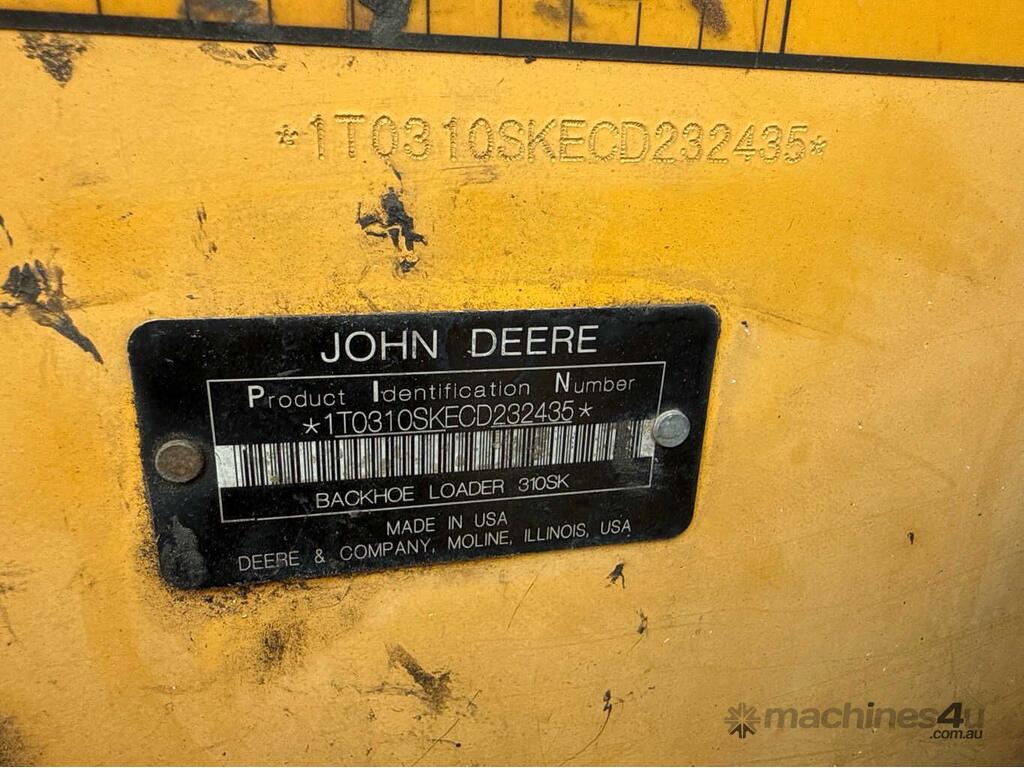 *1T0310SKECD232435*
JOHN DEERE
Product Identification Number
*1T0310SKECD232435*
BACKHOE LOADER 310SK
MADE IN USA
DEERE & COMPANY, MOLINE, ILLINOIS, USA
machines4u
.com.au